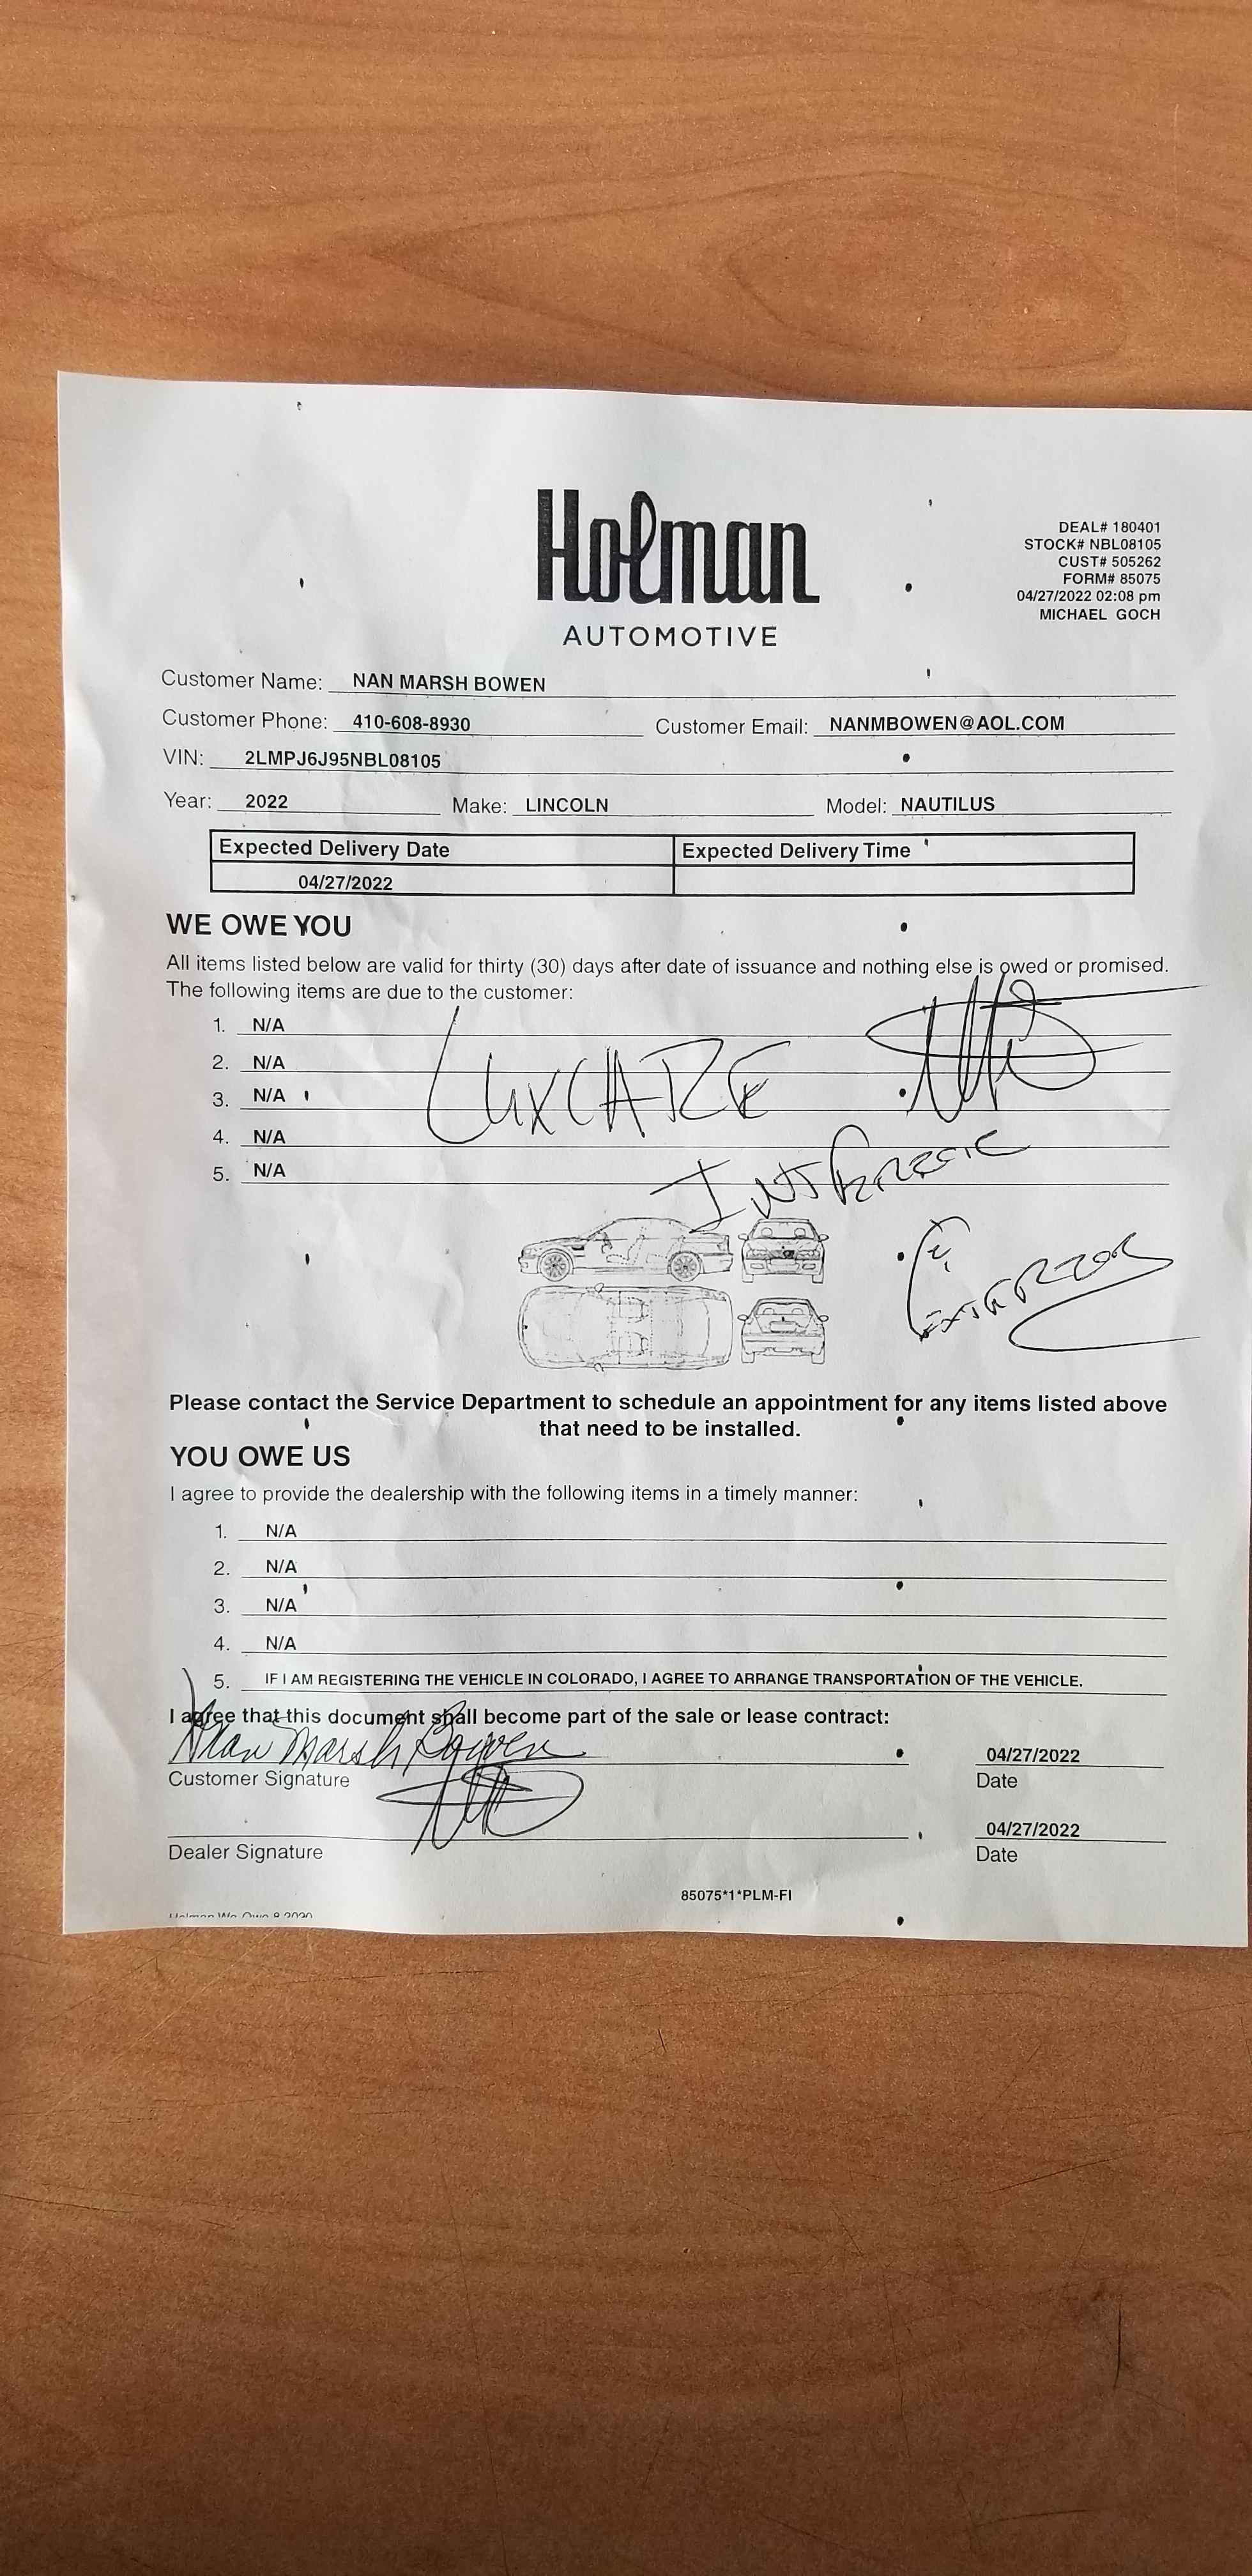 Holman
AUTOMOTIVE
DEAL# 180401
STOCK# NBL08105
CUST# 505262
FORM# 85075
04/27/2022 02:08 pm
MICHAEL GOCH
Customer Name: NAN MARSH BOWEN
Customer Phone: 410-608-8930 Customer Email: NANMBOWEN@AOL.COM
VIN: 2LMPJ6J95NBL08105
Year: 2022 Make: LINCOLN Model: NAUTILUS
Expected Delivery Date Expected Delivery Time
04/27/2022
WE OWE YOU
All items listed below are valid for thirty (30) days after date of issuance and nothing else is owed or promised.
The following items are due to the customer:
1. N/A
2. N/A
3. N/A
4. N/A
5. N/A
LUXCARE
EXTERIOR
Please contact the Service Department to schedule an appointment for any items listed above
that need to be installed.
YOU OWE US
I agree to provide the dealership with the following items in a timely manner:
1. N/A
2. N/A
3. N/A
4. N/A
5. IF I AM REGISTERING THE VEHICLE IN COLORADO, I AGREE TO ARRANGE TRANSPORTATION OF THE VEHICLE.
I agree that this document shall become part of the sale or lease contract:
Nan Marsh Bowen 04/27/2022
Customer Signature Date
04/27/2022
Dealer Signature Date
85075*1*PLM-FI
Holman We Owe 8.2020